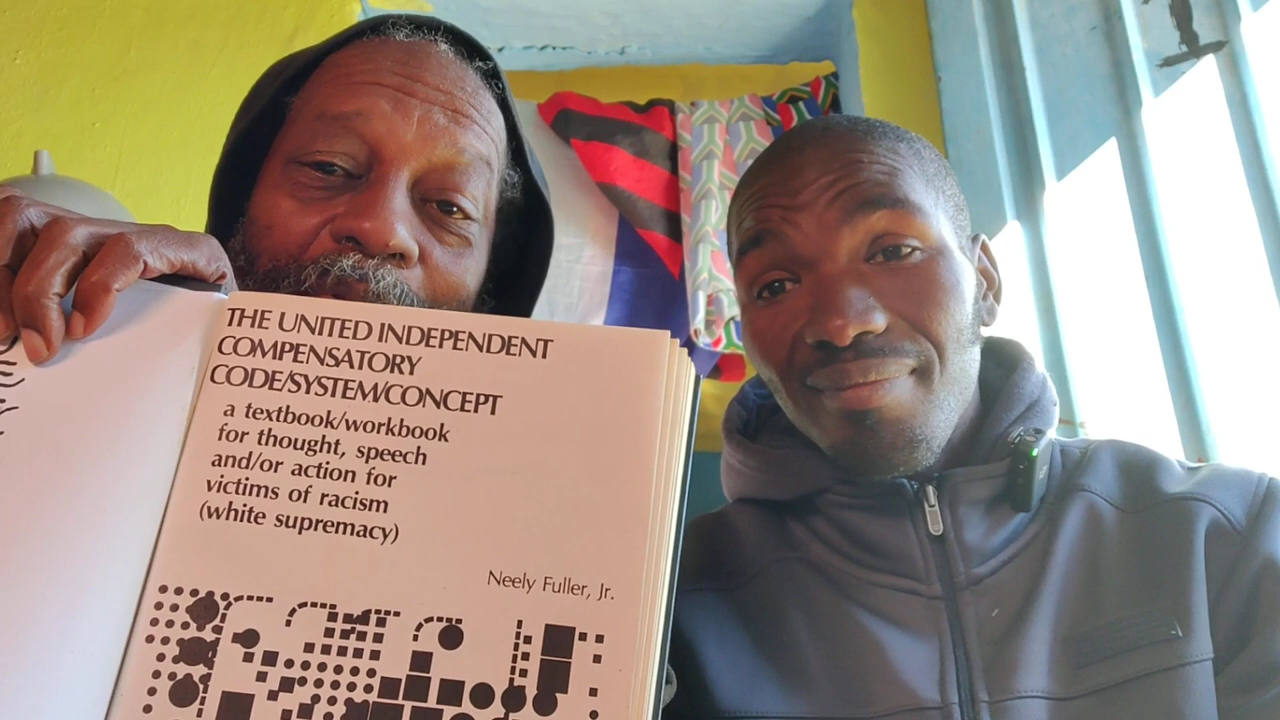 THE UNITED INDEPENDENT
COMPENSATORY
CODE/SYSTEM/CONCEPT
a textbook/workbook
for thought, speech
and/or action for
victims of racism
(white supremacy)
Neely Fuller, Jr.